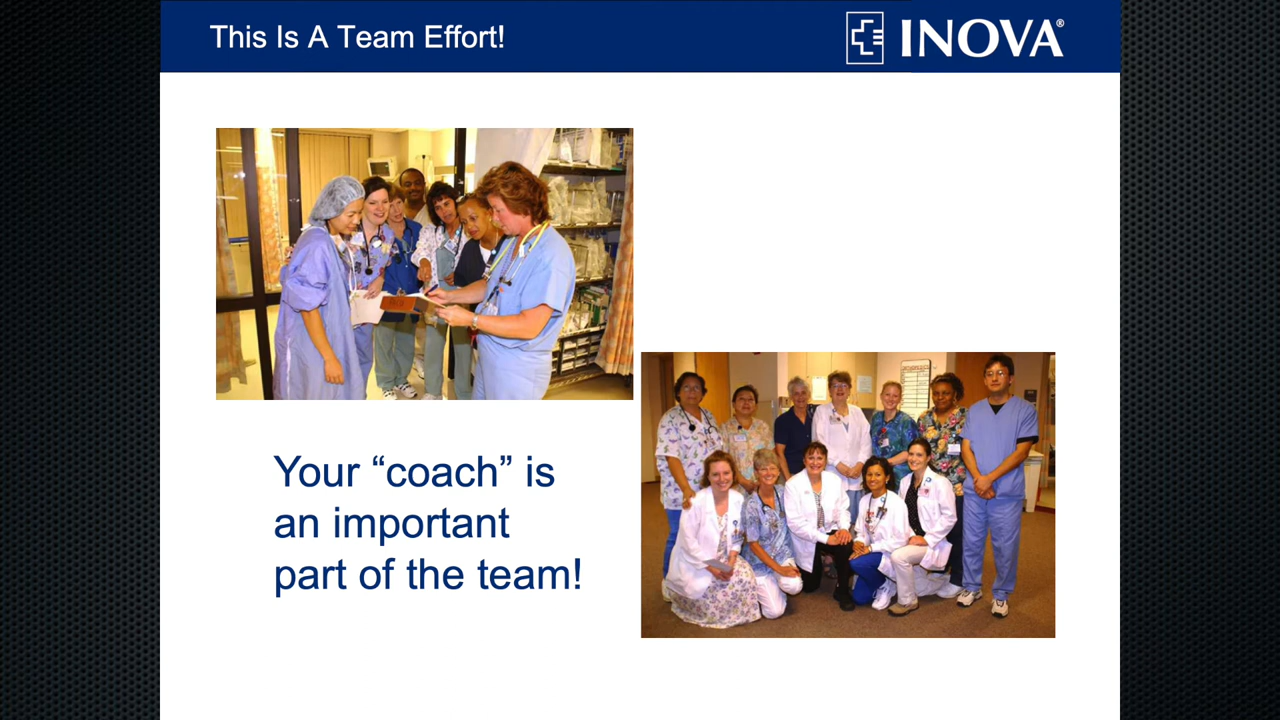 This Is A Team Effort!
INOVA®
Your “coach” is
an important
part of the team!